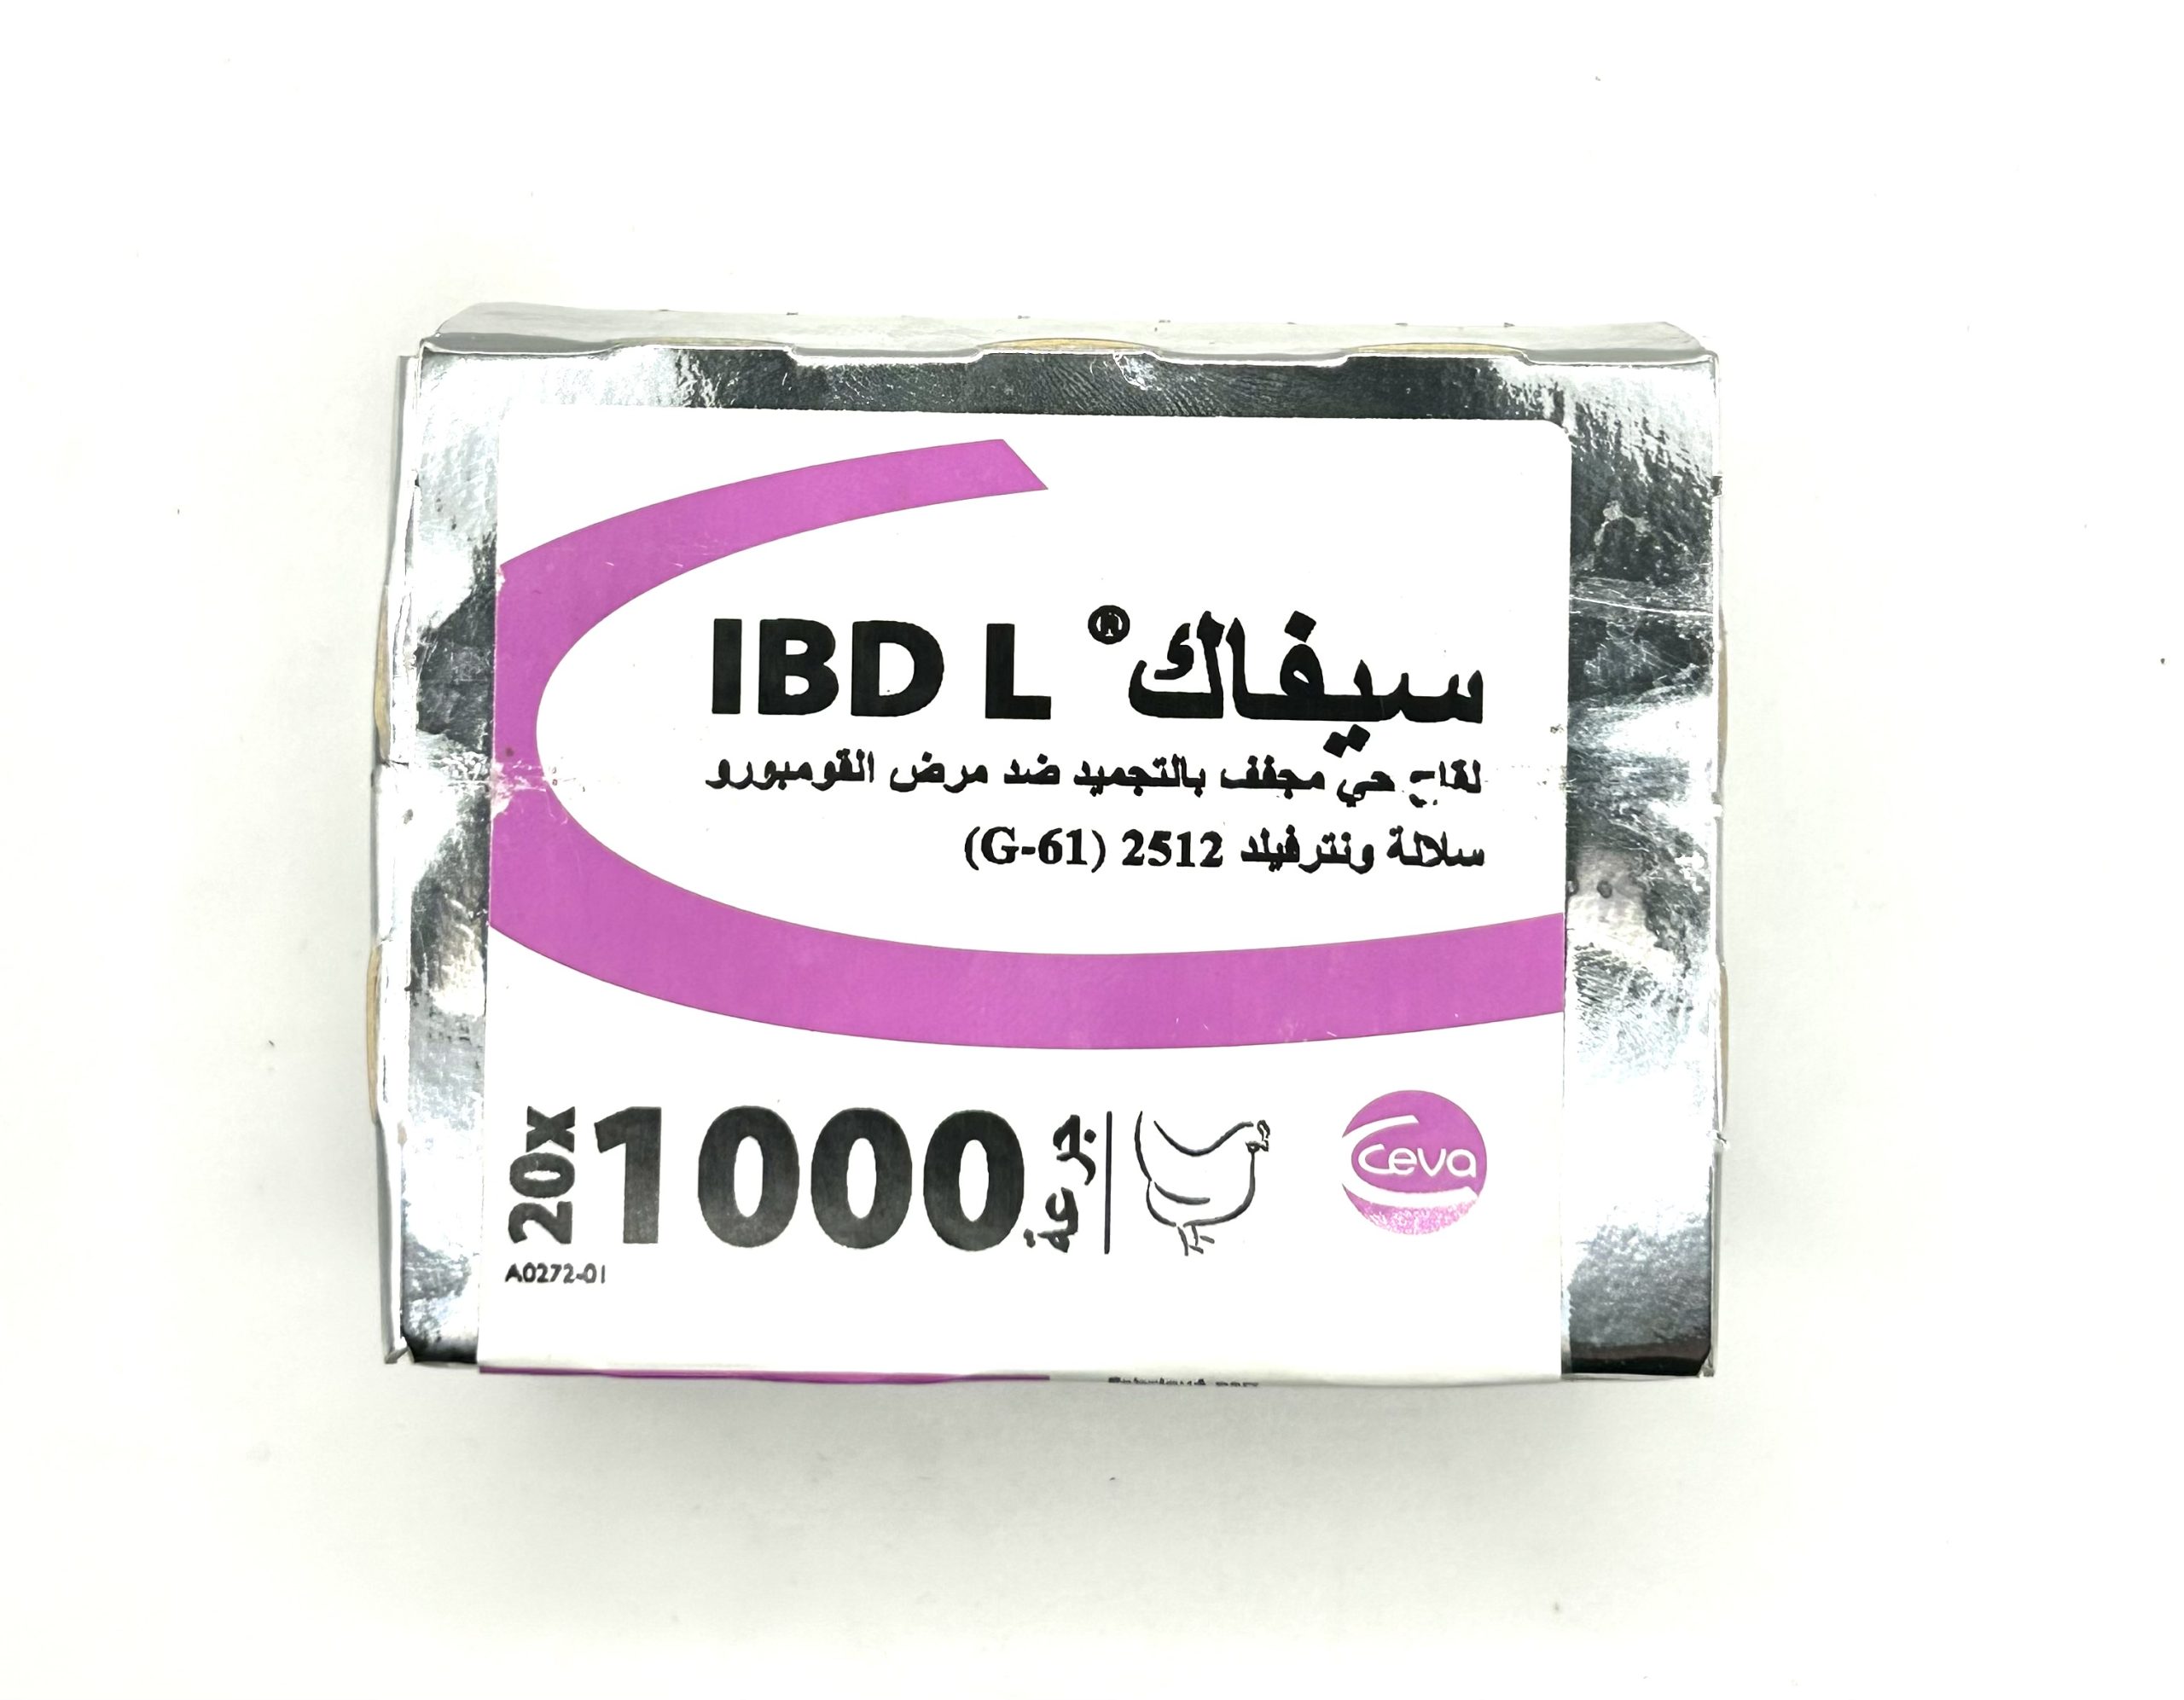 سيفاك® IBD L
لقاح حي مجفف بالتجميد ضد مرض القومبورو
سلالة ونترفيلد 2512 (G-61)
20x 1000 جرعة
ceva
A0272-01